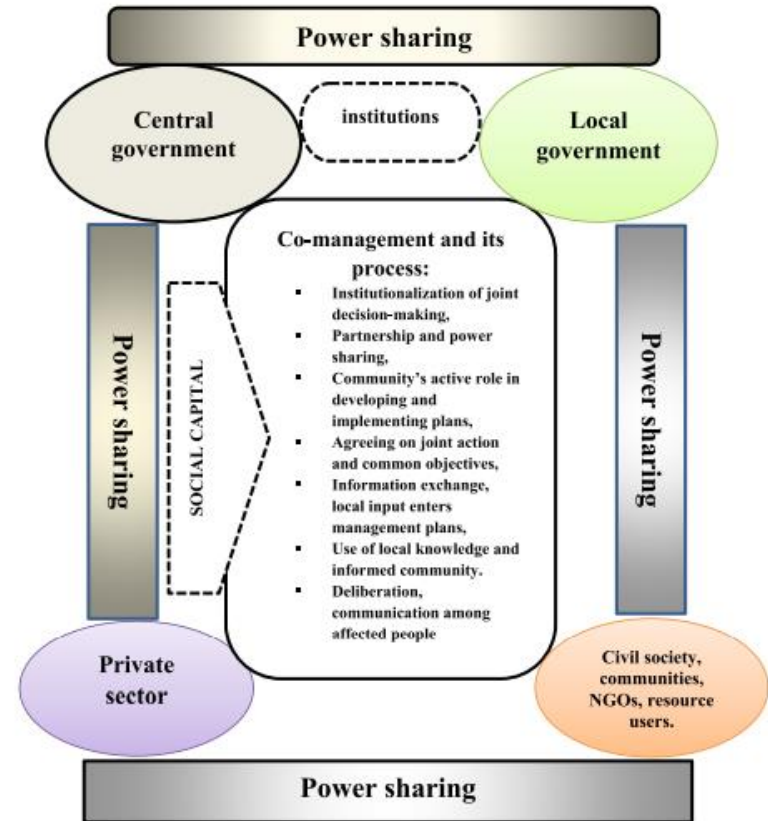 Power sharing
Central
government
institutions
Local
government
Co-management and its
process:
▪ Institutionalization of joint
decision-making,
▪ Partnership and power
sharing,
▪ Community's active role in
developing and
implementing plans,
▪ Agreeing on joint action
and common objectives,
▪ Information exchange,
local input enters
management plans,
▪ Use of local knowledge and
informed community.
▪ Deliberation,
communication among
affected people
Power sharing
SOCIAL CAPITAL
Power sharing
Private
sector
Civil society,
communities,
NGOs, resource
users.
Power sharing